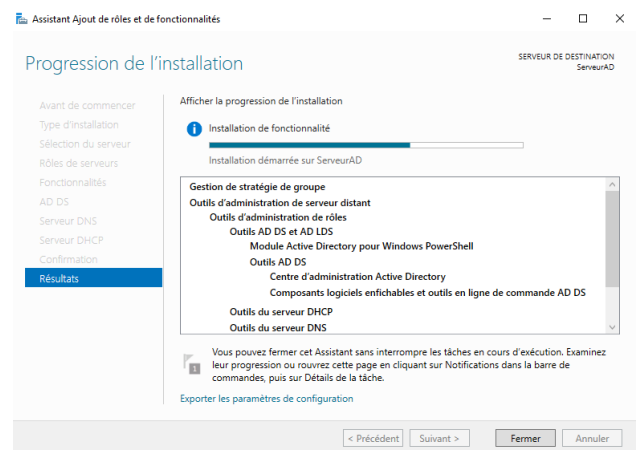 Assistant Ajout de rôles et de fonctionnalités
Progression de l'installation
SERVEUR DE DESTINATION
ServeurAD
Avant de commencer
Type d'installation
Sélection du serveur
Rôles de serveurs
Fonctionnalités
AD DS
Serveur DNS
Serveur DHCP
Confirmation
Résultats
Afficher la progression de l'installation
Installation de fonctionnalité
Installation démarrée sur ServeurAD
Gestion de stratégie de groupe
Outils d'administration de serveur distant
Outils d'administration de rôles
Outils AD DS et AD LDS
Module Active Directory pour Windows PowerShell
Outils AD DS
Centre d'administration Active Directory
Composants logiciels enfichables et outils en ligne de commande AD DS
Outils du serveur DHCP
Outils du serveur DNS
1
Vous pouvez fermer cet Assistant sans interrompre les tâches en cours d'exécution. Examinez
leur progression ou rouvrez cette page en cliquant sur Notifications dans la barre de
commandes, puis sur Détails de la tâche.
Exporter les paramètres de configuration
< Précédent
Suivant >
Fermer
Annuler